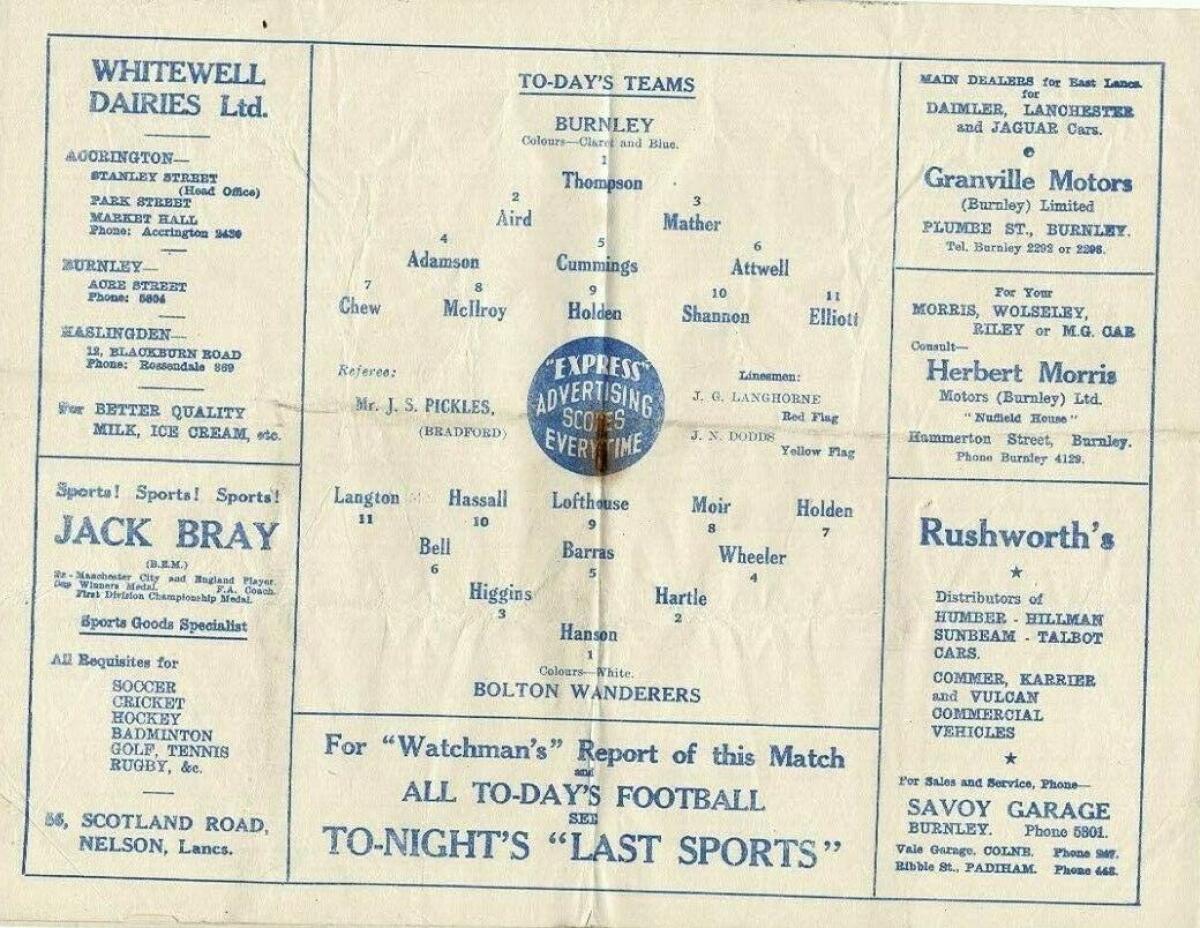 WHITEWELL
DAIRIES Ltd.
ACCRINGTON—
STANLEY STREET
(Head Office)
PARK STREET
MARKET HALL
Phone: Accrington 2430
BURNLEY—
ACRE STREET
Phone: 5304
HASLINGDEN—
12, BLACKBURN ROAD
Phone: Rossendale 869
For BETTER QUALITY
MILK, ICE CREAM, etc.
Sports! Sports! Sports!
JACK BRAY
(B.E.M.)
Ex-Manchester City and England Player.
Cup Winners Medal. F.A. Coach.
First Division Championship Medal.
Sports Goods Specialist
All Requisites for
SOCCER
CRICKET
HOCKEY
BADMINTON
GOLF, TENNIS
RUGBY, &c.
SCOTLAND ROAD,
NELSON, Lancs.
TO-DAY'S TEAMS
BURNLEY
Colours—Claret and Blue.
1
Thompson
2 3
Aird Mather
4 5 6
Adamson Cummings Attwell
7 8 9 10 11
Chew McIlroy Holden Shannon Elliott
"EXPRESS"
ADVERTISING
SCORES
EVERY TIME
Referee:
Mr. J. S. PICKLES,
(BRADFORD)
Linesmen:
J. G. LANGHORNE
Red Flag
J. N. DODDS
Yellow Flag
Langton Hassall Lofthouse Moir Holden
11 10 9 8 7
Bell Barras Wheeler
6 5 4
Higgins Hartle
3 2
Hanson
1
Colours—White.
BOLTON WANDERERS
For "Watchman's" Report of this Match
and
ALL TO-DAY'S FOOTBALL
SEE
TO-NIGHT'S "LAST SPORTS"
MAIN DEALERS for East Lancs.
for
DAIMLER, LANCHESTER
and JAGUAR Cars.
Granville Motors
(Burnley) Limited
PLUMBE ST., BURNLEY.
Tel. Burnley 2292 or 2298.
For Your
MORRIS, WOLSELEY,
RILEY or M.G. CAR
Consult—
Herbert Morris
Motors (Burnley) Ltd.
"Nuffield House"
Hammerton Street, Burnley.
Phone Burnley 4129.
Rushworth's
Distributors of
HUMBER - HILLMAN
SUNBEAM - TALBOT
CARS.
COMMER, KARRIER
and VULCAN
COMMERCIAL
VEHICLES
For Sales and Service, Phone—
SAVOY GARAGE
BURNLEY. Phone 5301.
Vale Garage, COLNE. Phone 247.
Ribble St., PADIHAM. Phone 448.